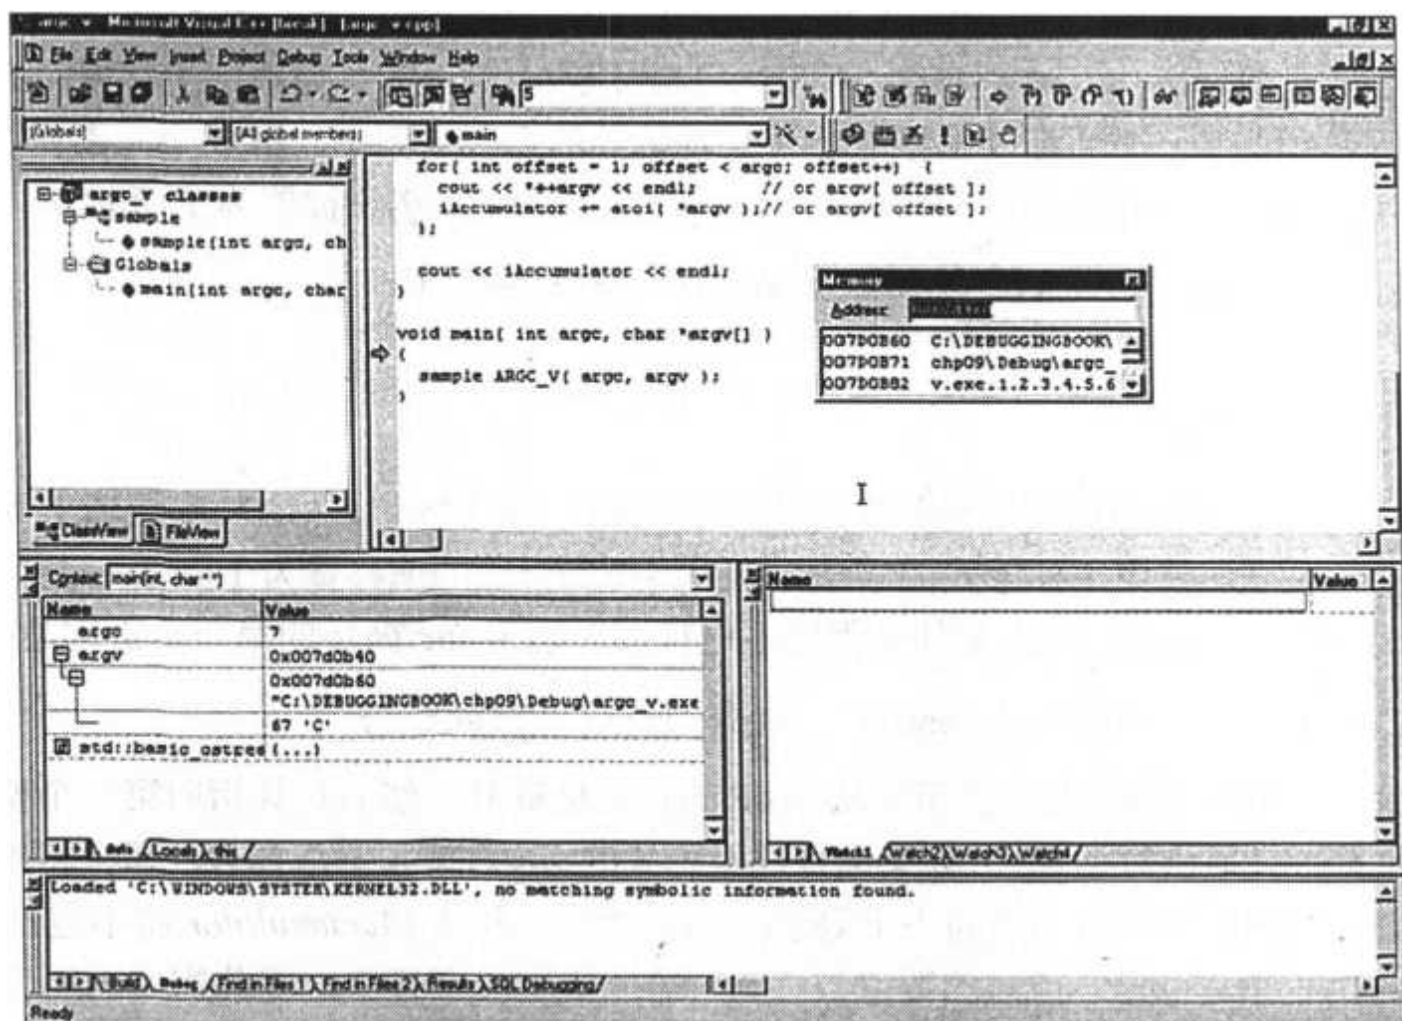 argc_v - Microsoft Visual C++ [break] - [argc_v.cpp]
File Edit View Insert Project Debug Tools Window Help
5
(Globals) (All global members) main
argc_v classes
sample
sample(int argc, ch
Globals
main(int argc, char
for( int offset = 1; offset < argc; offset++) {
cout << *++argv << endl; // or argv[ offset ];
iAccumulator += atoi( *argv );// or argv[ offset ];
};
cout << iAccumulator << endl;
}
void main( int argc, char *argv[] )
{
sample ARGC_V( argc, argv );
}
Memory
Address:
007D0B60 C:\DEBUGGINGBOOK\
007D0B71 chp09\Debug\argc_
007D0B82 v.exe.1.2.3.4.5.6
ClassView FileView
Context: main(int, char * *)
Name Value
argc 7
argv 0x007d0b40
0x007d0b60
"C:\DEBUGGINGBOOK\chp09\Debug\argc_v.exe
67 'C'
std::basic_ostrea (...)
Auto Locals this
Name Value
Watch1 Watch2 Watch3 Watch4
Loaded 'C:\WINDOWS\SYSTEM\KERNEL32.DLL', no matching symbolic information found.
Build Debug Find in Files 1 Find in Files 2 Results SQL Debugging
Ready